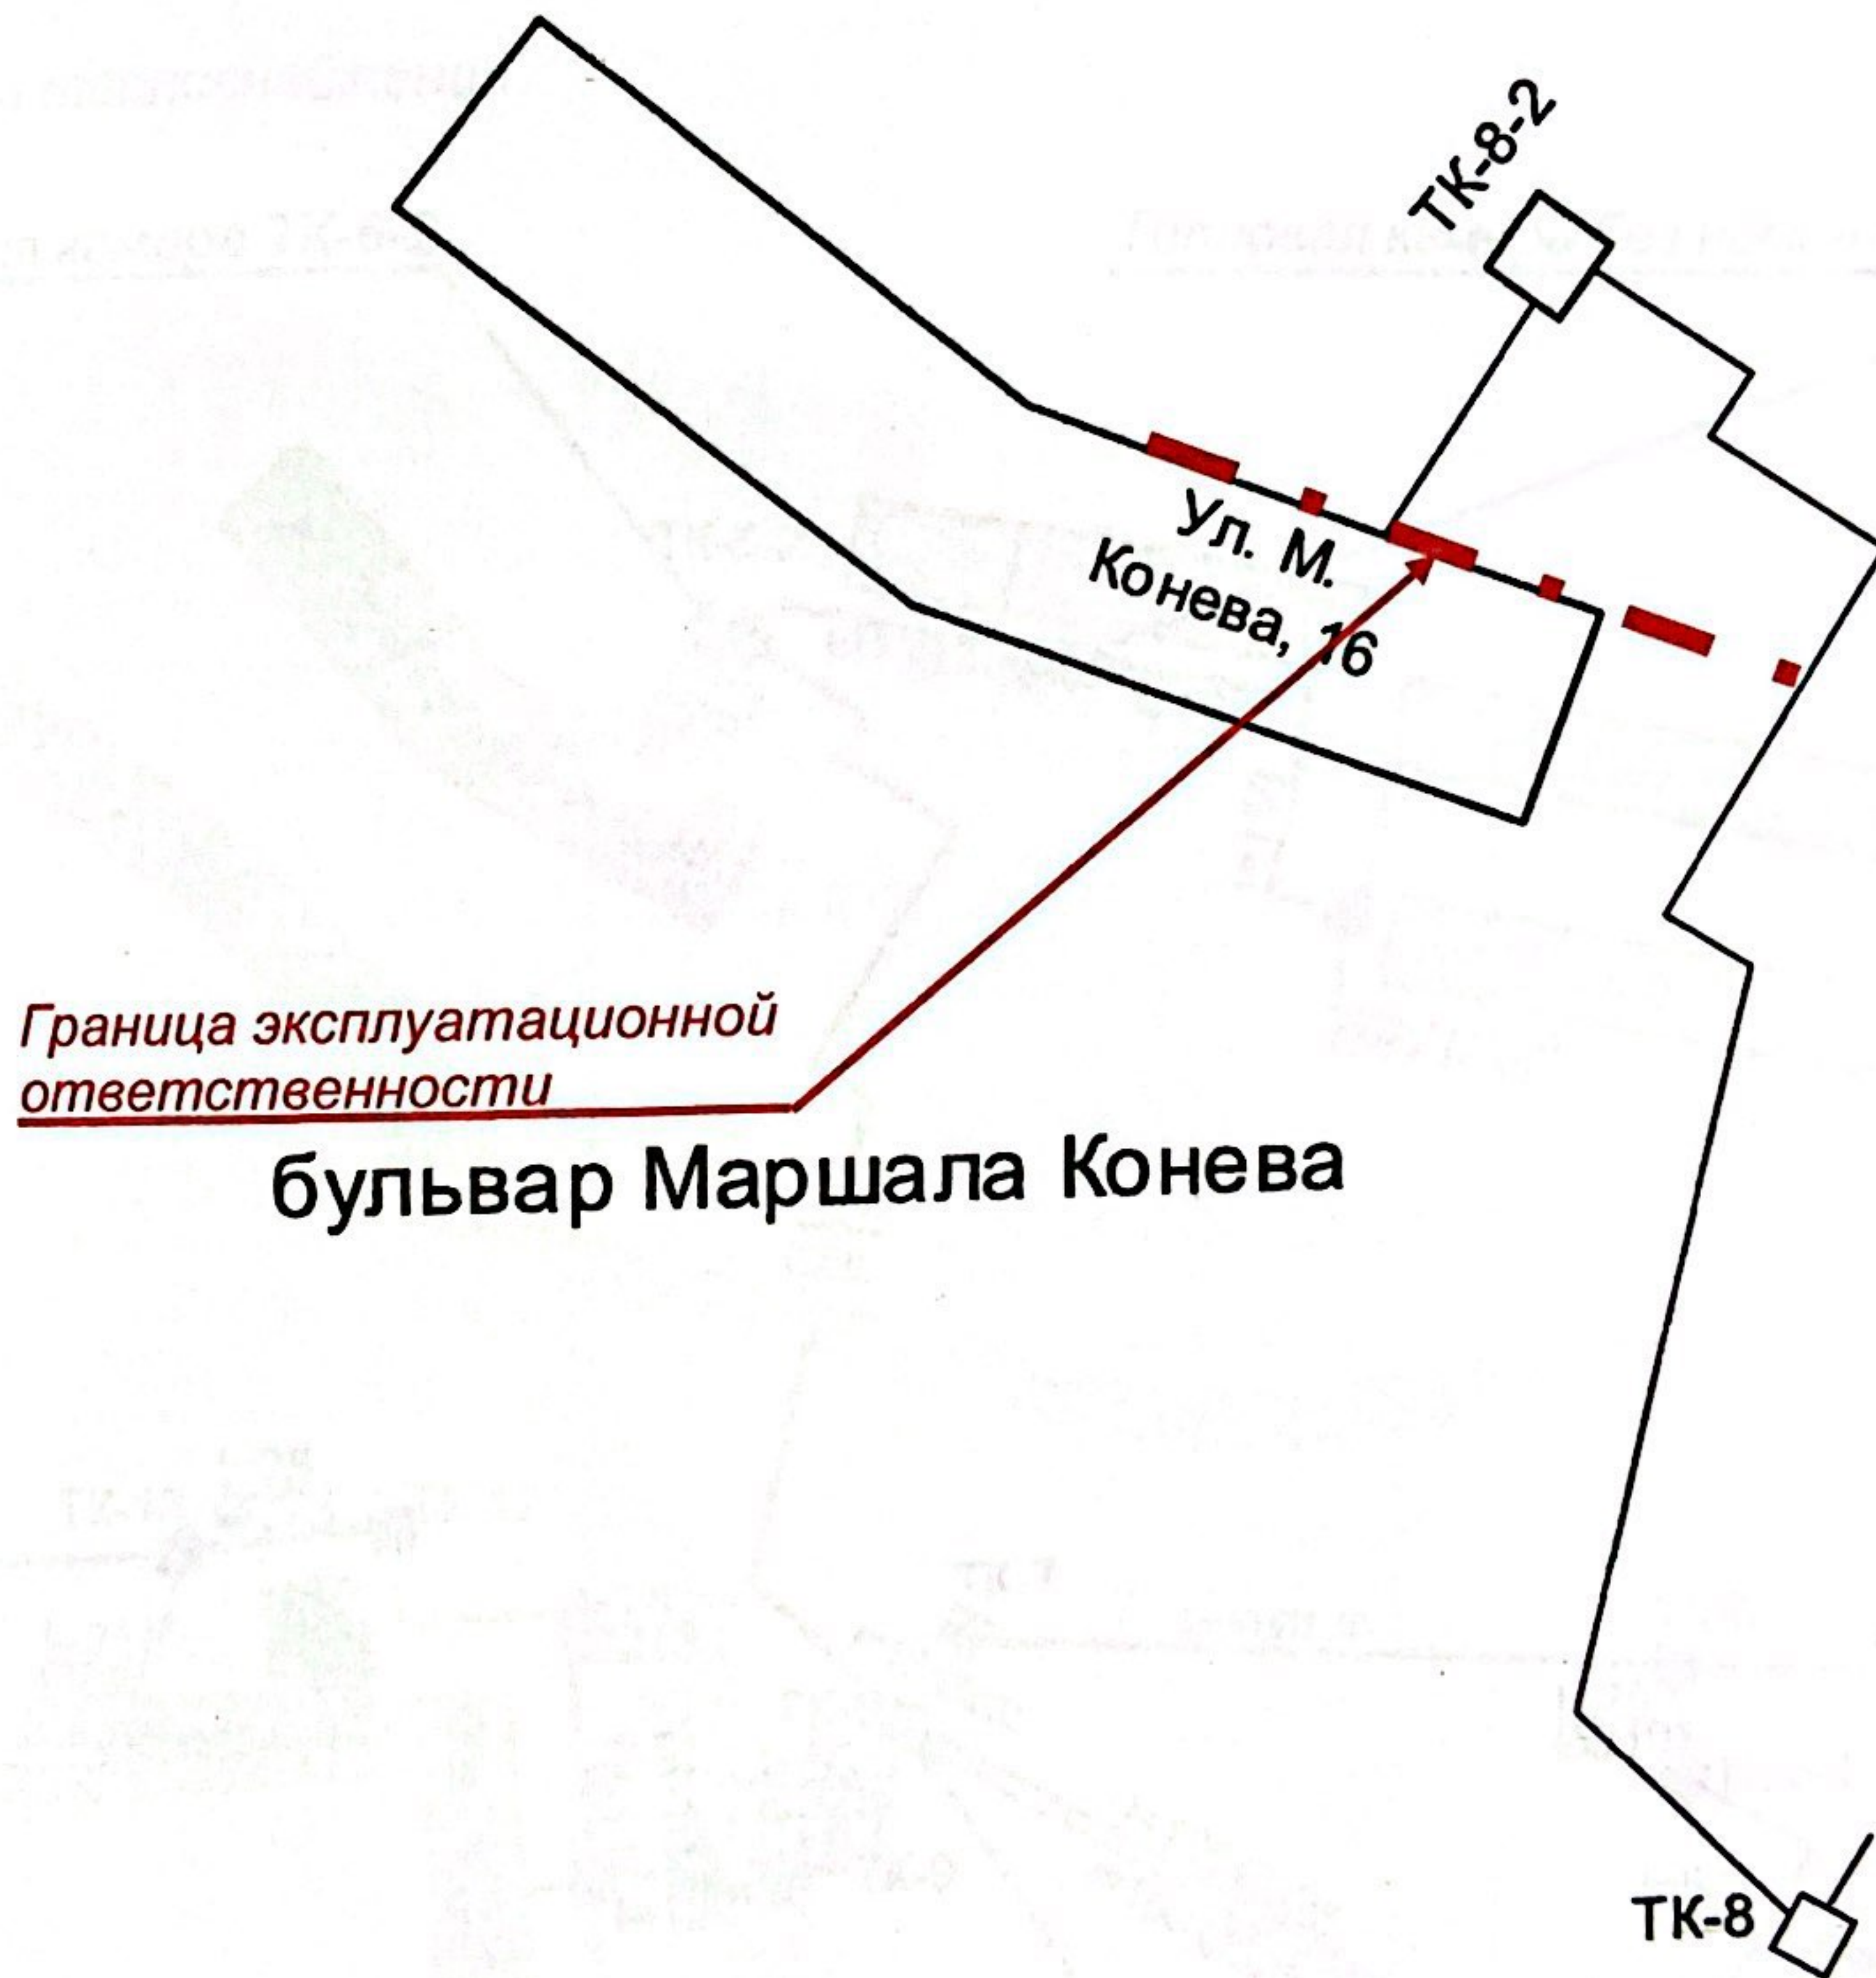 ТК-8-2
Ул. М.
Конева, 16
Граница эксплуатационной
ответственности
бульвар Маршала Конева
ТК-8